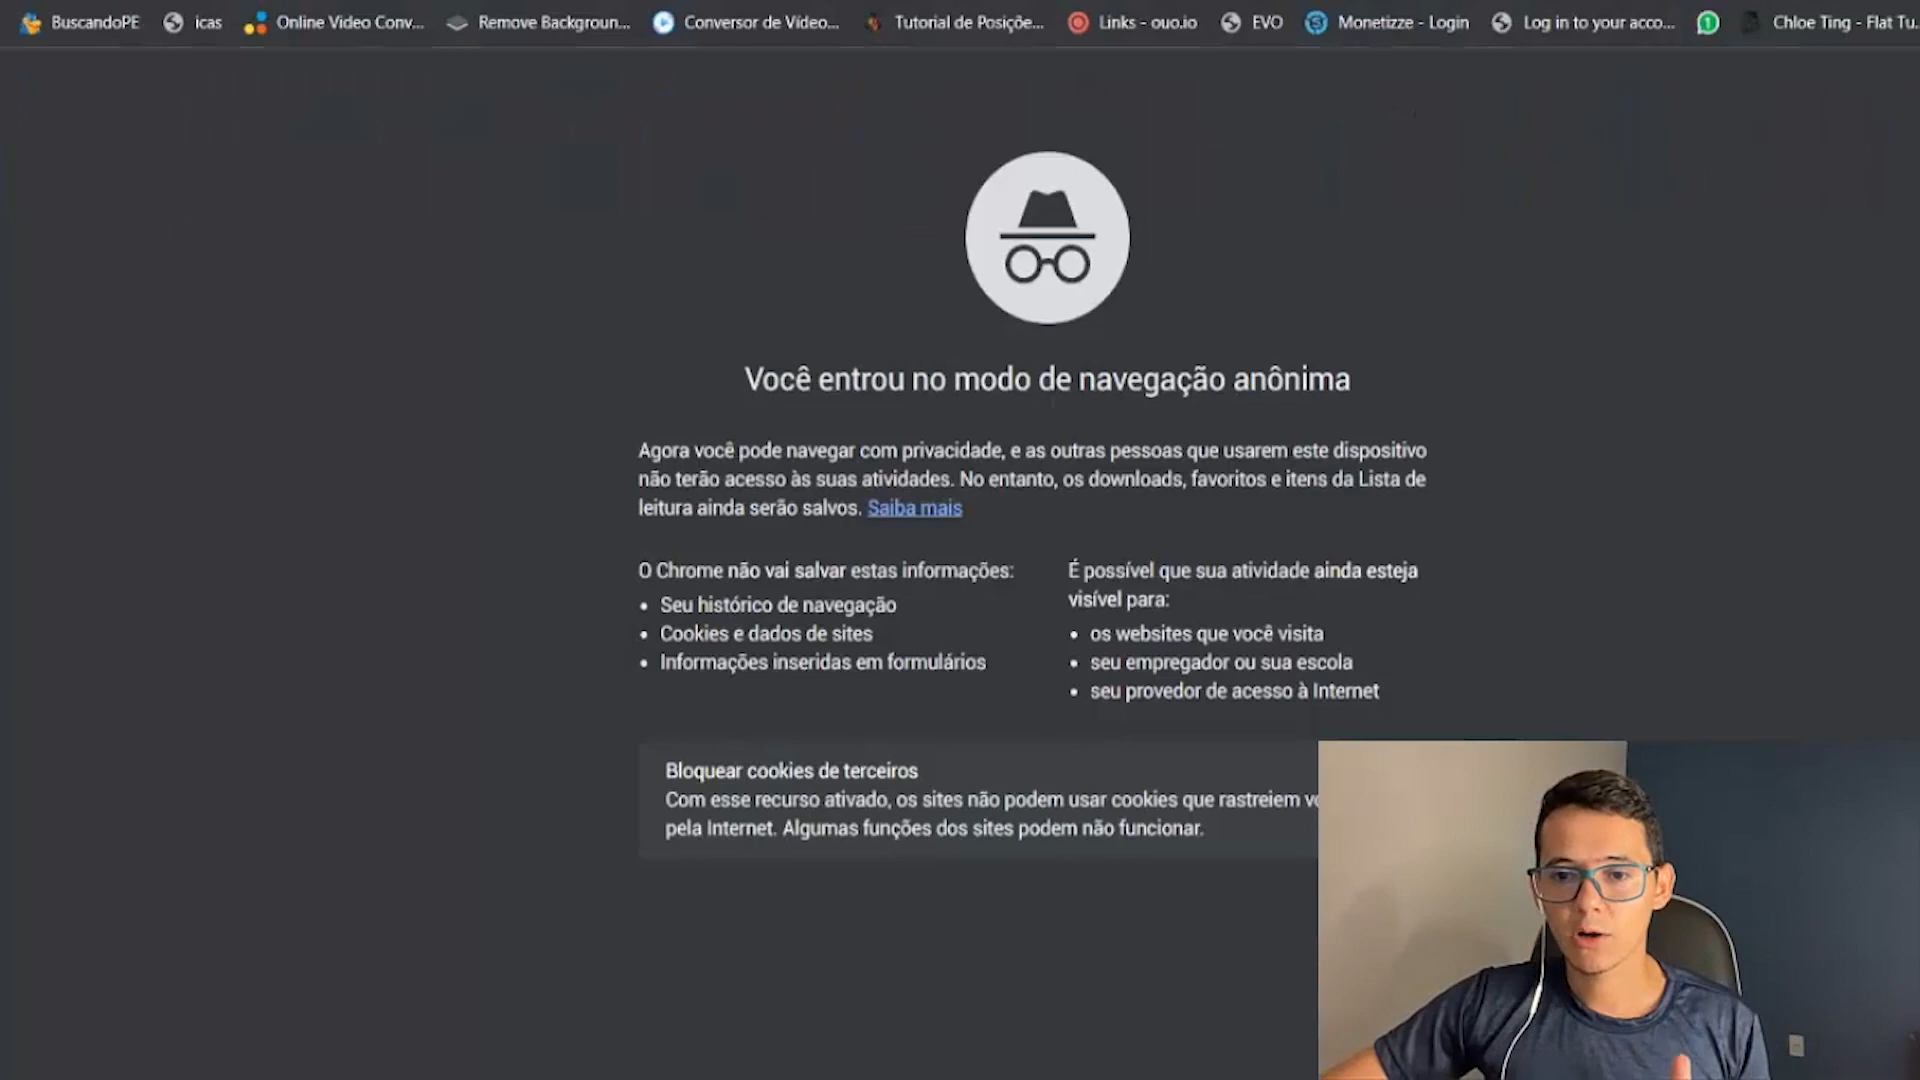 BuscandoPE icas Online Video Conv... Remove Backgroun... Conversor de Vídeo... Tutorial de Posiçõe... Links - ouo.io EVO Monetizze - Login Log in to your acco... 1 Chloe Ting - Flat Tu...
Você entrou no modo de navegação anônima
Agora você pode navegar com privacidade, e as outras pessoas que usarem este dispositivo
não terão acesso às suas atividades. No entanto, os downloads, favoritos e itens da Lista de
leitura ainda serão salvos. Saiba mais
O Chrome não vai salvar estas informações:
• Seu histórico de navegação
• Cookies e dados de sites
• Informações inseridas em formulários
É possível que sua atividade ainda esteja
visível para:
• os websites que você visita
• seu empregador ou sua escola
• seu provedor de acesso à Internet
Bloquear cookies de terceiros
Com esse recurso ativado, os sites não podem usar cookies que rastreiem
pela Internet. Algumas funções dos sites podem não funcionar.